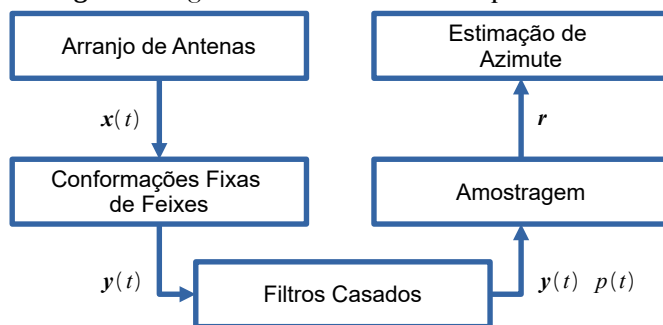 Arranjo de Antenas
x(t)
Conformações Fixas
de Feixes
y(t)
Filtros Casados
y(t) p(t)
Amostragem
r
Estimação de
Azimute